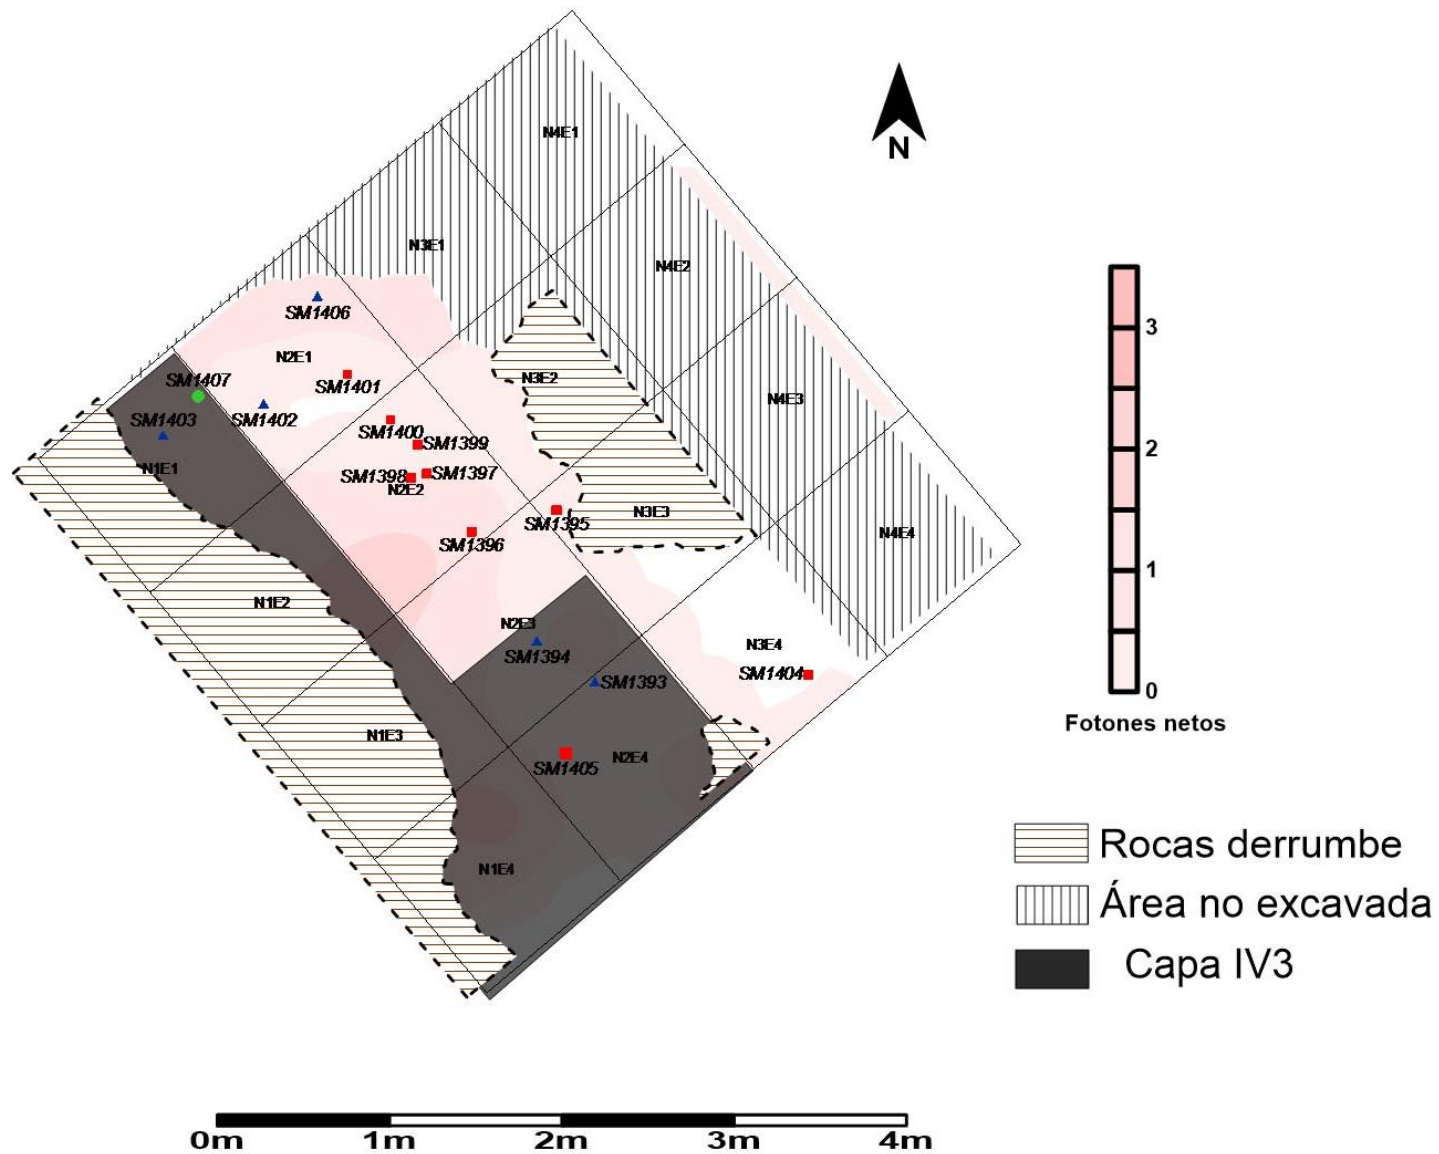 N4E1
N
N3E1
N4E2
SM1406
N2E1
SM1407
SM1401
N3E2
N4E3
SM1403
SM1402
SM1400
SM1399
N1E1
SM1398
SM1397
N2E2
SM1395
N3E3
N4E4
SM1396
N1E2
N2E3
N3E4
SM1394
SM1404
SM1393
N1E3
N2E4
SM1405
N1E4
3
2
1
0
Fotones netos
Rocas derrumbe
Área no excavada
Capa IV3
0m 1m 2m 3m 4m